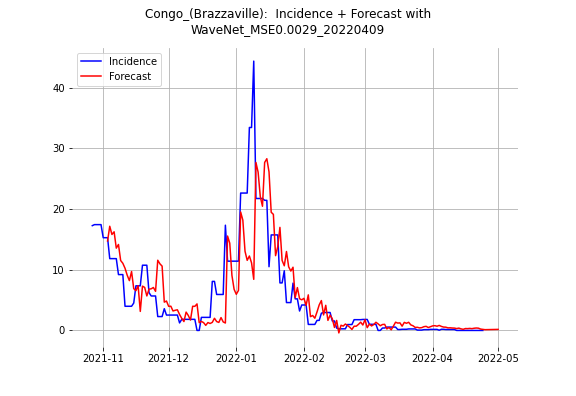 Congo_(Brazzaville):  Incidence + Forecast with
WaveNet_MSE0.0029_20220409
Incidence
Forecast
40
30
20
10
0
2021-11 2021-12 2022-01 2022-02 2022-03 2022-04 2022-05